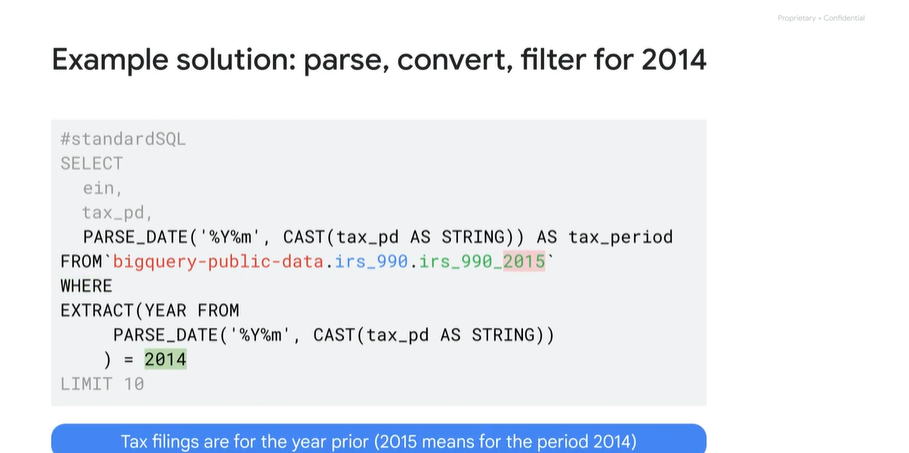 Proprietary + Confidential
Example solution: parse, convert, filter for 2014
#standardSQL
SELECT
  ein,
  tax_pd,
  PARSE_DATE('%Y%m', CAST(tax_pd AS STRING)) AS tax_period
FROM`bigquery-public-data.irs_990.irs_990_2015`
WHERE
EXTRACT(YEAR FROM
     PARSE_DATE('%Y%m', CAST(tax_pd AS STRING))
    ) = 2014
LIMIT 10
Tax filings are for the year prior (2015 means for the period 2014)